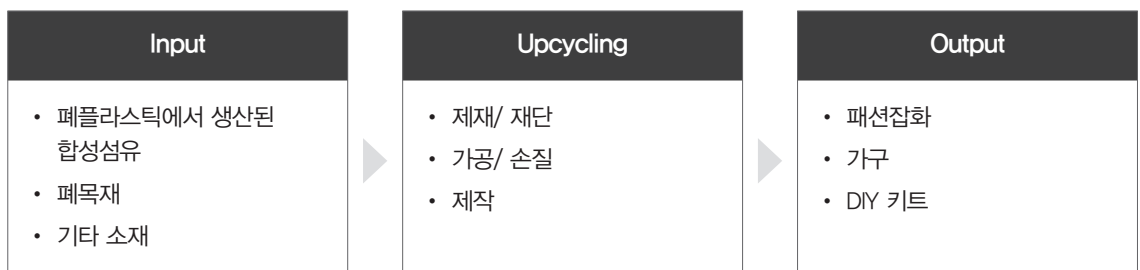 Input
• 폐플라스틱에서 생산된
합성섬유
• 폐목재
• 기타 소재
Upcycling
• 제재/ 재단
• 가공/ 손질
• 제작
Output
• 패션잡화
• 가구
• DIY 키트